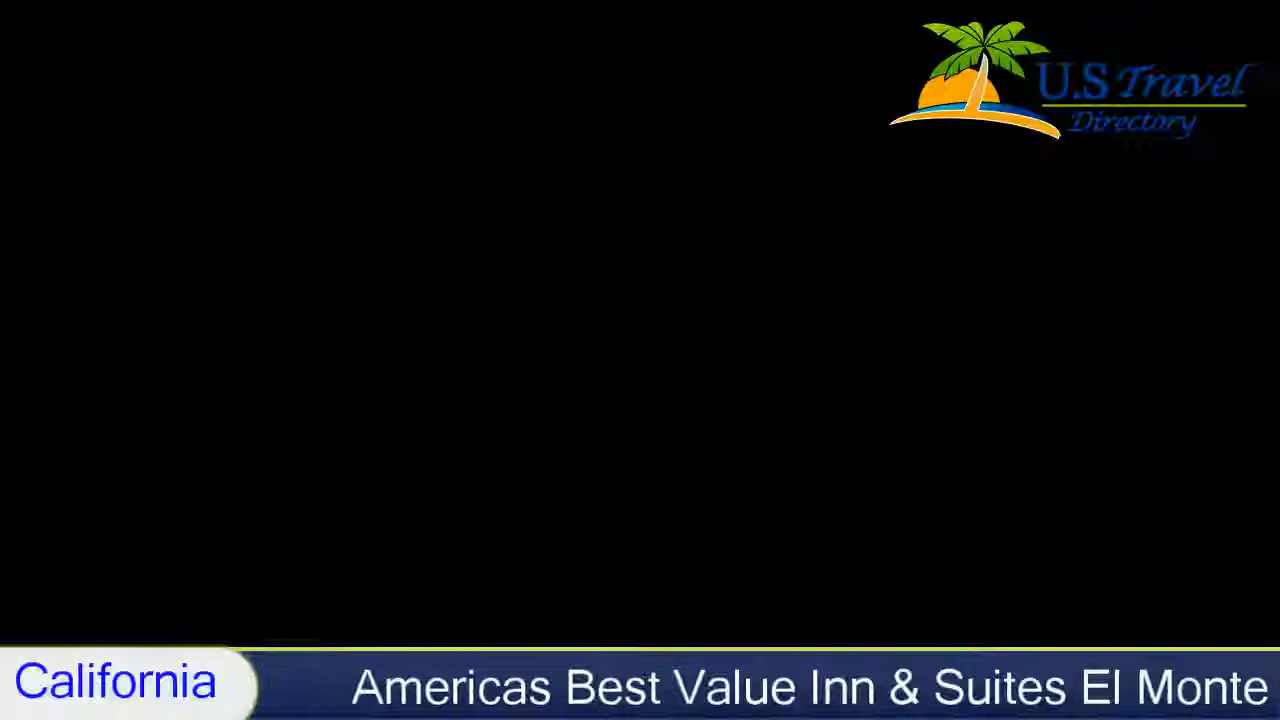 U.S Travel
Directory
California
Americas Best Value Inn & Suites El Monte